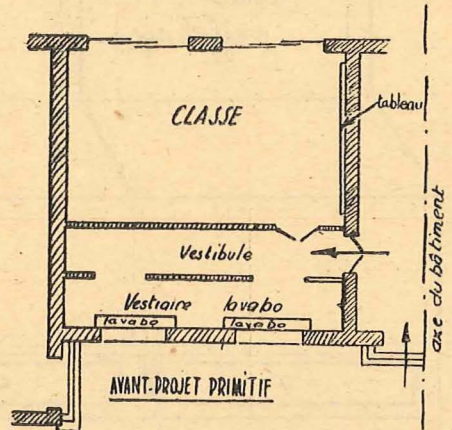 CLASSE
tableau
Vestibule
Vestiaire lavabo
lavabo lavabo
axe du bâtiment
AVANT-PROJET PRIMITIF